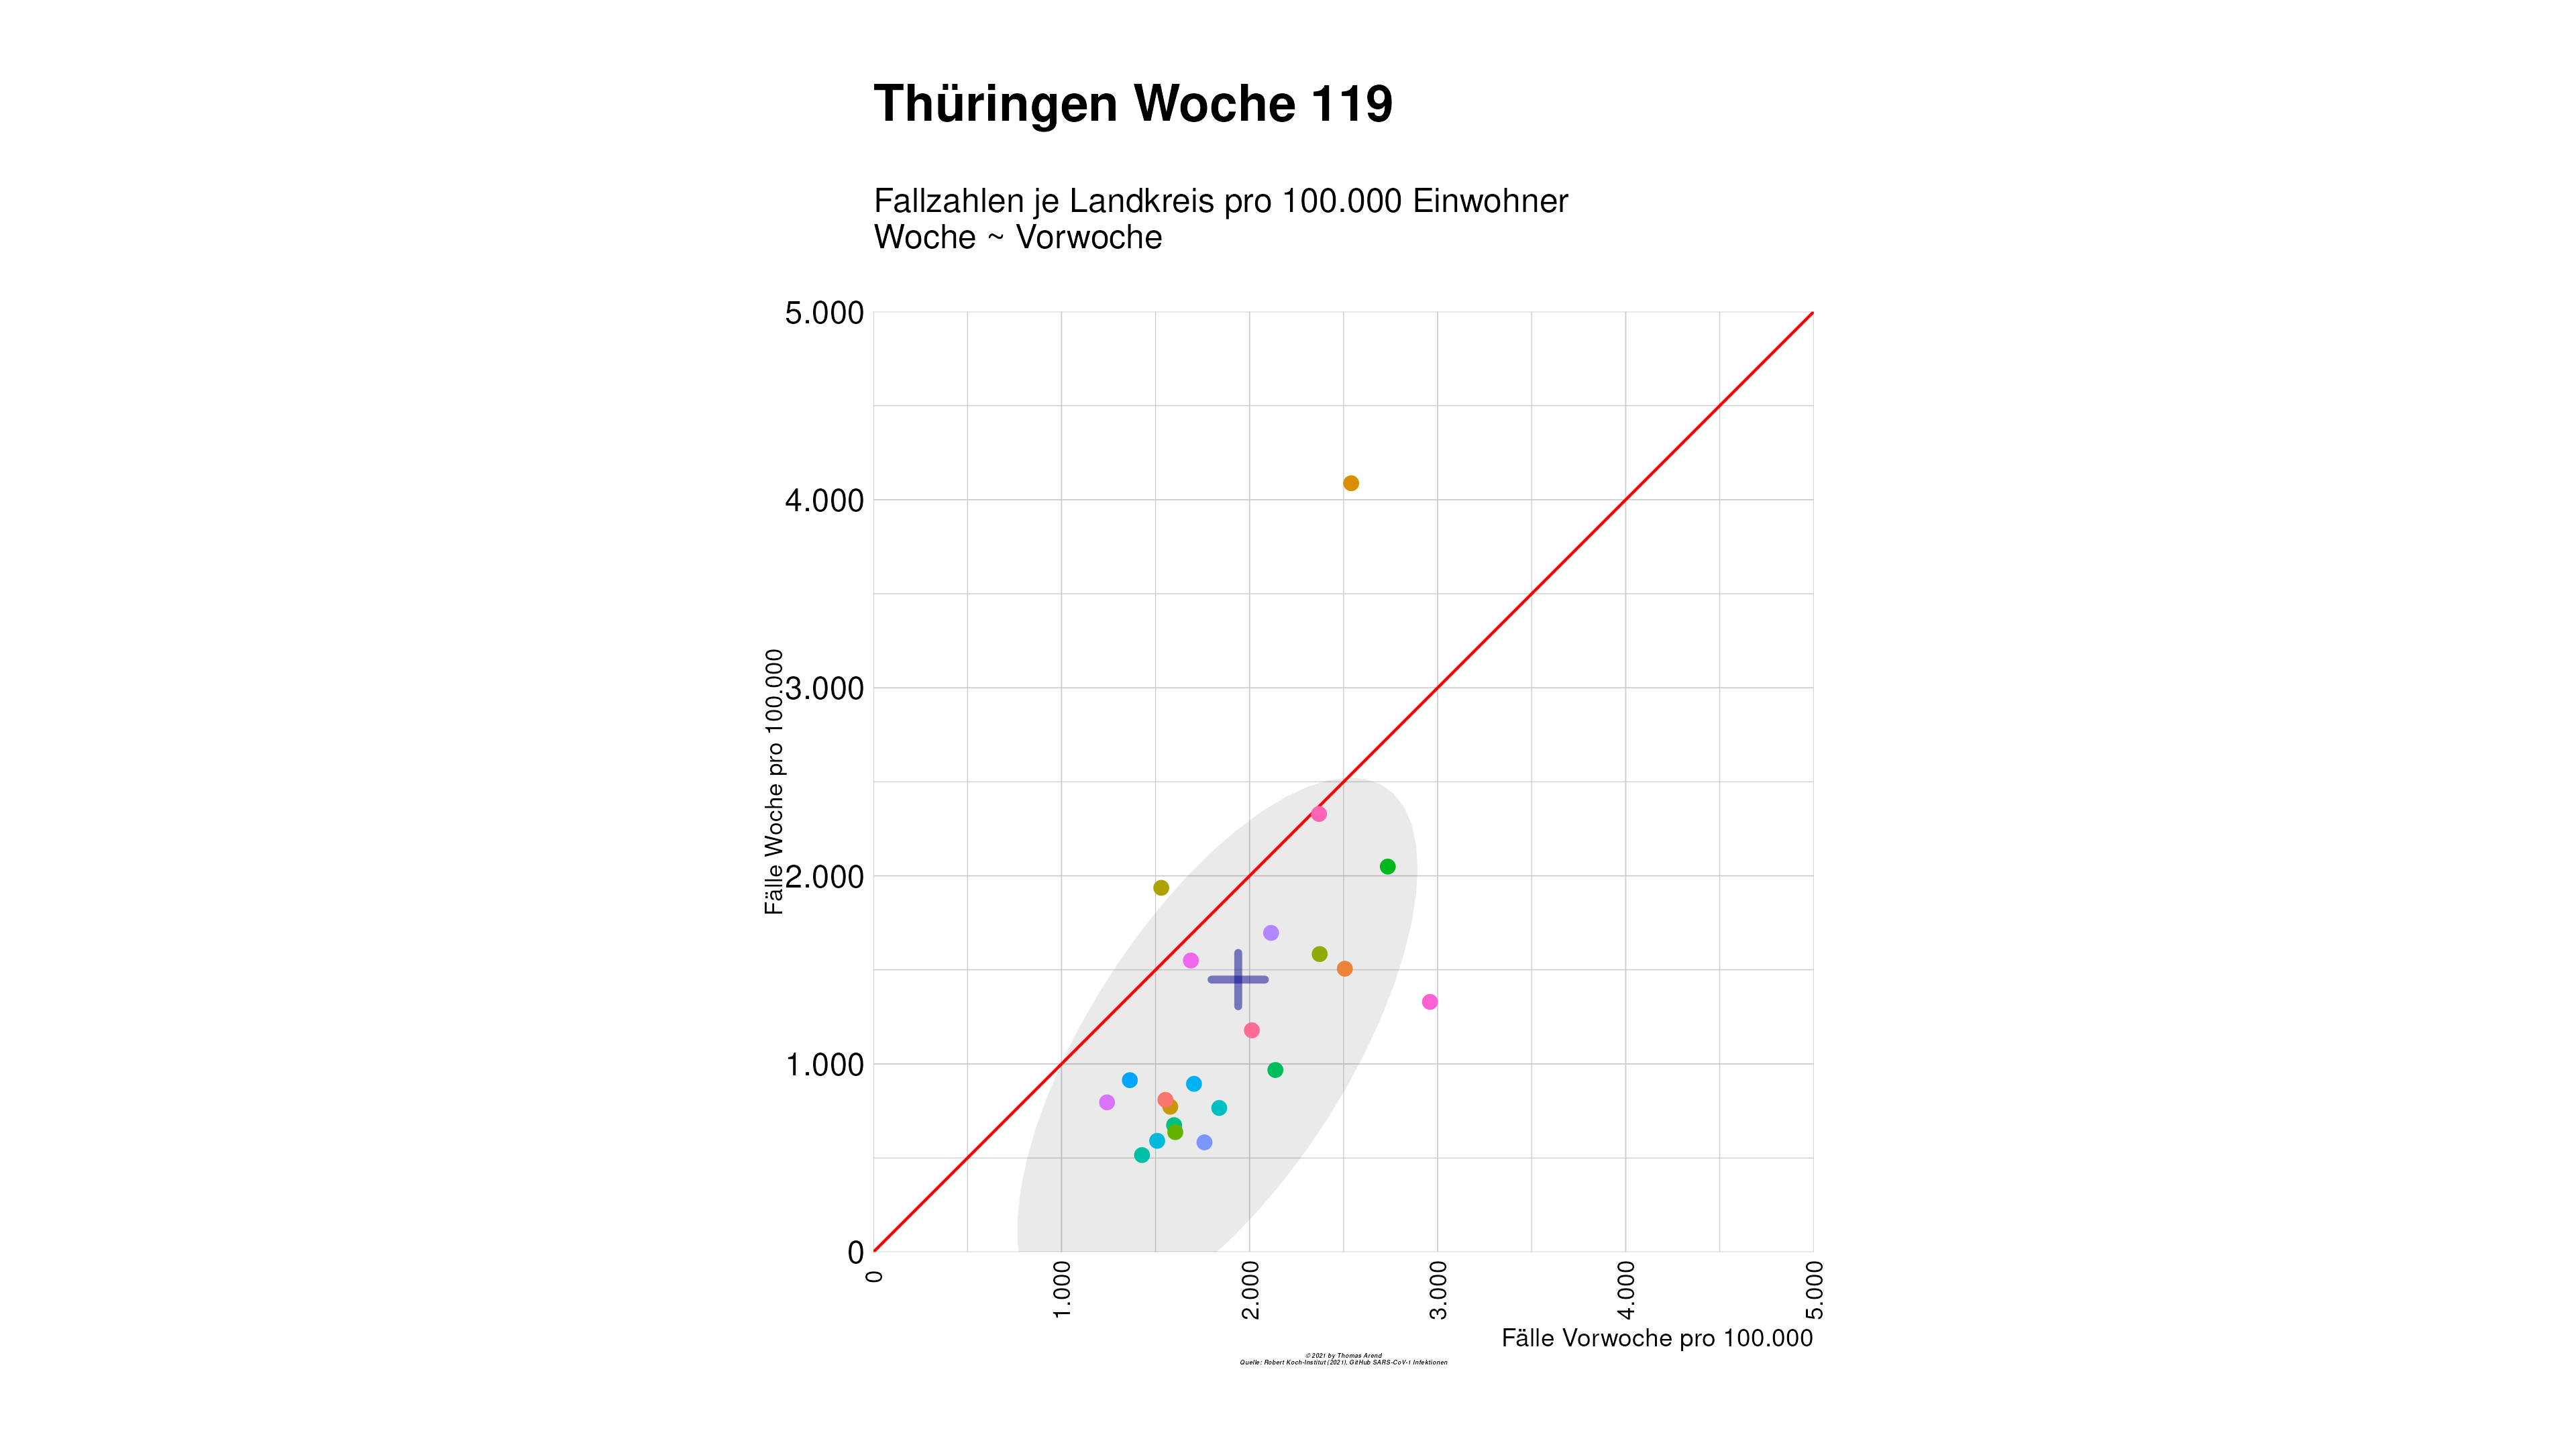 Thüringen Woche 119
Fallzahlen je Landkreis pro 100.000 Einwohner
Woche ~ Vorwoche
5.000
4.000
3.000
2.000
1.000
0
Fälle Woche pro 100.000
0
1.000
2.000
3.000
4.000
5.000
Fälle Vorwoche pro 100.000
© 2021 by Thomas Arend
Quelle: Robert Koch-Institut (2021), GitHub SARS-CoV-1 Infektionen